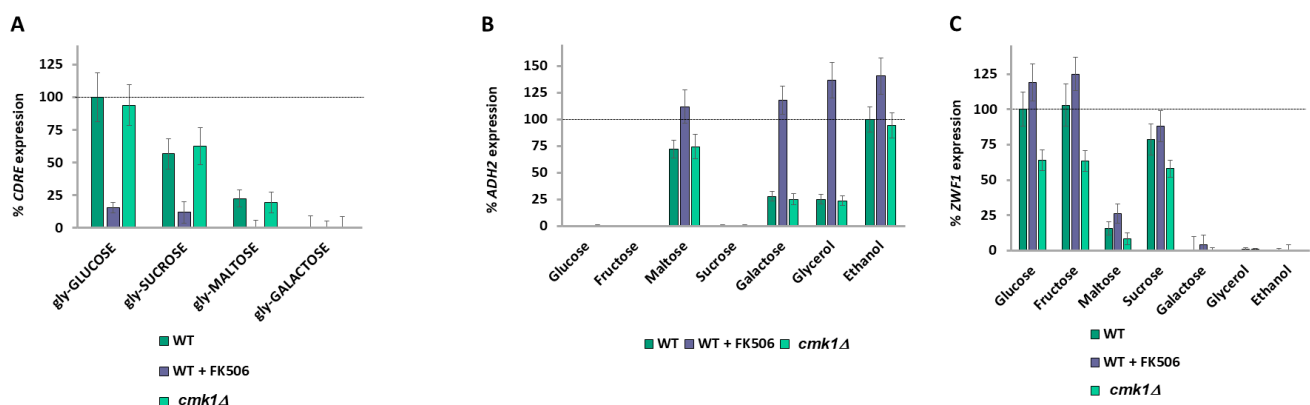 A
% CDRE expression
125
100
75
50
25
0
gly-GLUCOSE
gly-SUCROSE
gly-MALTOSE
gly-GALACTOSE
WT
WT + FK506
cmk1Δ
B
% ADH2 expression
150
125
100
75
50
25
0
Glucose
Fructose
Maltose
Sucrose
Galactose
Glycerol
Ethanol
WT WT + FK506 cmk1Δ
C
% ZWF1 expression
125
100
75
50
25
0
Glucose
Fructose
Maltose
Sucrose
Galactose
Glycerol
Ethanol
WT
WT + FK506
cmk1Δ